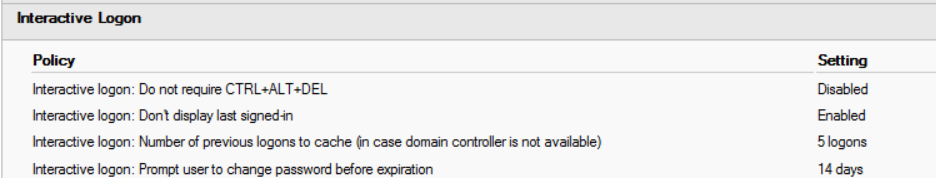 Interactive Logon
Policy Setting
Interactive logon: Do not require CTRL+ALT+DEL Disabled
Interactive logon: Don't display last signed-in Enabled
Interactive logon: Number of previous logons to cache (in case domain controller is not available) 5 logons
Interactive logon: Prompt user to change password before expiration 14 days